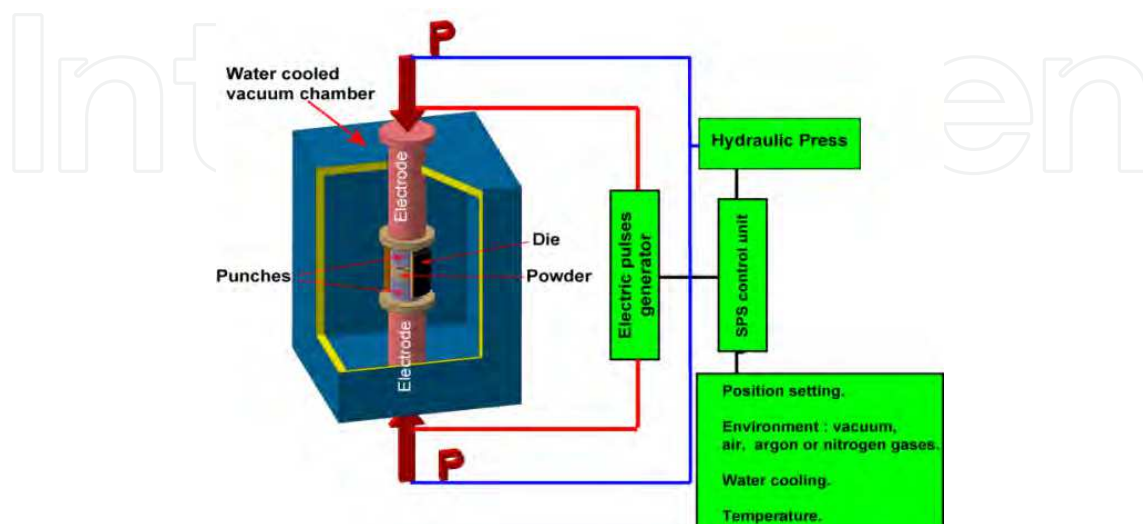 P
Water cooled
vacuum chamber
Hydraulic Press
Electrode
Electric pulses
generator
SPS control unit
Die
Punches
Powder
Electrode
P
Position setting.
Environment : vacuum,
air, argon or nitrogen gases.
Water cooling.
Temperature.